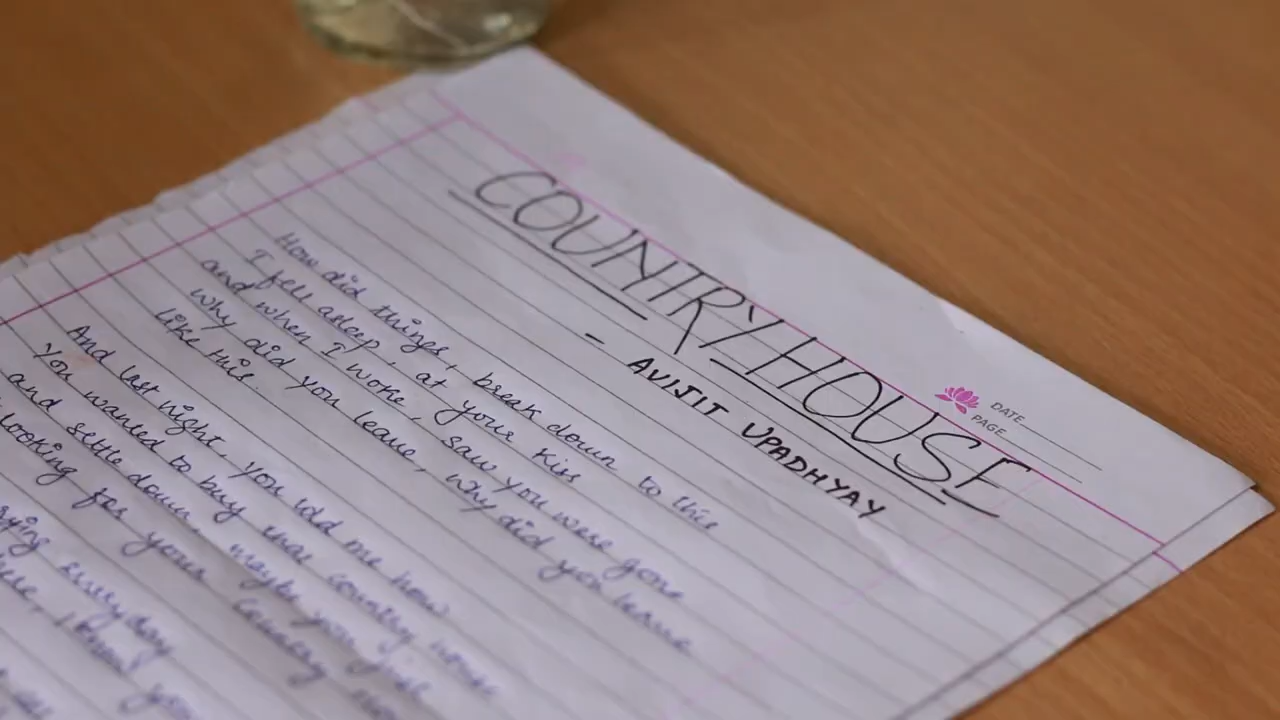 COUNTRY HOUSE
- AVIJIT UPADHYAY
DATE
PAGE
How did things, break down to this
I fell asleep, at your kiss
and when I woke, saw you were gone
why did you leave, why did you leave
like this.
And last night, you told me how
You wanted to buy that country house
and settle down maybe you
looking for your
everyday